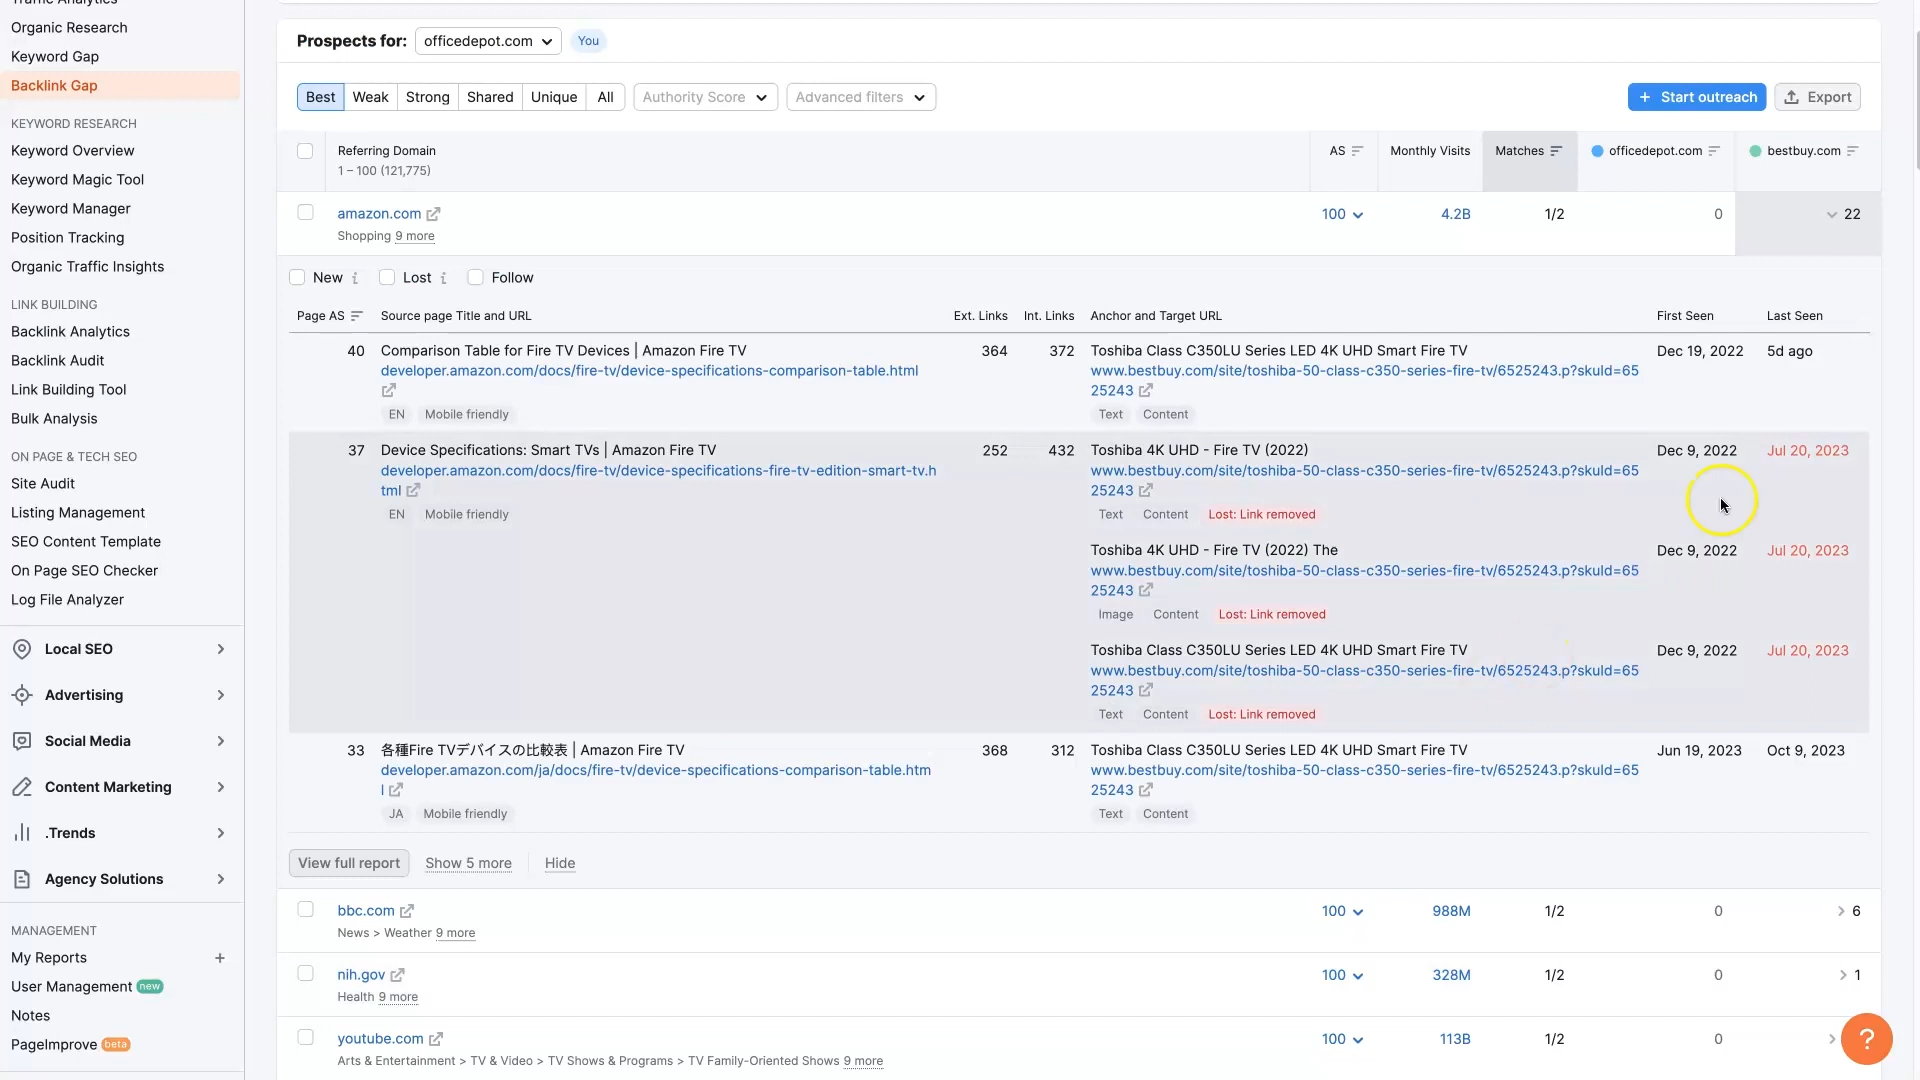 Organic Research
Keyword Gap
Backlink Gap
KEYWORD RESEARCH
Keyword Overview
Keyword Magic Tool
Keyword Manager
Position Tracking
Organic Traffic Insights
LINK BUILDING
Backlink Analytics
Backlink Audit
Link Building Tool
Bulk Analysis
ON PAGE & TECH SEO
Site Audit
Listing Management
SEO Content Template
On Page SEO Checker
Log File Analyzer
Local SEO
Advertising
Social Media
Content Marketing
.Trends
Agency Solutions
MANAGEMENT
My Reports +
User Management new
Notes
PageImprove beta
Prospects for: officedepot.com You
Best Weak Strong Shared Unique All Authority Score Advanced filters + Start outreach Export
Referring Domain AS Monthly Visits Matches officedepot.com bestbuy.com
1 – 100 (121,775)
amazon.com 100 4.2B 1/2 0 22
Shopping 9 more
New i Lost i Follow
Page AS Source page Title and URL Ext. Links Int. Links Anchor and Target URL First Seen Last Seen
40 Comparison Table for Fire TV Devices | Amazon Fire TV 364 372 Toshiba Class C350LU Series LED 4K UHD Smart Fire TV Dec 19, 2022 5d ago
developer.amazon.com/docs/fire-tv/device-specifications-comparison-table.html www.bestbuy.com/site/toshiba-50-class-c350-series-fire-tv/6525243.p?skuId=65
25243
EN Mobile friendly Text Content
37 Device Specifications: Smart TVs | Amazon Fire TV 252 432 Toshiba 4K UHD - Fire TV (2022) Dec 9, 2022 Jul 20, 2023
developer.amazon.com/docs/fire-tv/device-specifications-fire-tv-edition-smart-tv.h www.bestbuy.com/site/toshiba-50-class-c350-series-fire-tv/6525243.p?skuId=65
tml 25243
EN Mobile friendly Text Content Lost: Link removed
Toshiba 4K UHD - Fire TV (2022) The Dec 9, 2022 Jul 20, 2023
www.bestbuy.com/site/toshiba-50-class-c350-series-fire-tv/6525243.p?skuId=65
25243
Image Content Lost: Link removed
Toshiba Class C350LU Series LED 4K UHD Smart Fire TV Dec 9, 2022 Jul 20, 2023
www.bestbuy.com/site/toshiba-50-class-c350-series-fire-tv/6525243.p?skuId=65
25243
Text Content Lost: Link removed
33 各種Fire TVデバイスの比較表 | Amazon Fire TV 368 312 Toshiba Class C350LU Series LED 4K UHD Smart Fire TV Jun 19, 2023 Oct 9, 2023
developer.amazon.com/ja/docs/fire-tv/device-specifications-comparison-table.htm www.bestbuy.com/site/toshiba-50-class-c350-series-fire-tv/6525243.p?skuId=65
l 25243
JA Mobile friendly Text Content
View full report Show 5 more Hide
bbc.com 100 988M 1/2 0 6
News > Weather 9 more
nih.gov 100 328M 1/2 0 1
Health 9 more
youtube.com 100 113B 1/2 0
Arts & Entertainment > TV & Video > TV Shows & Programs > TV Family-Oriented Shows 9 more
?